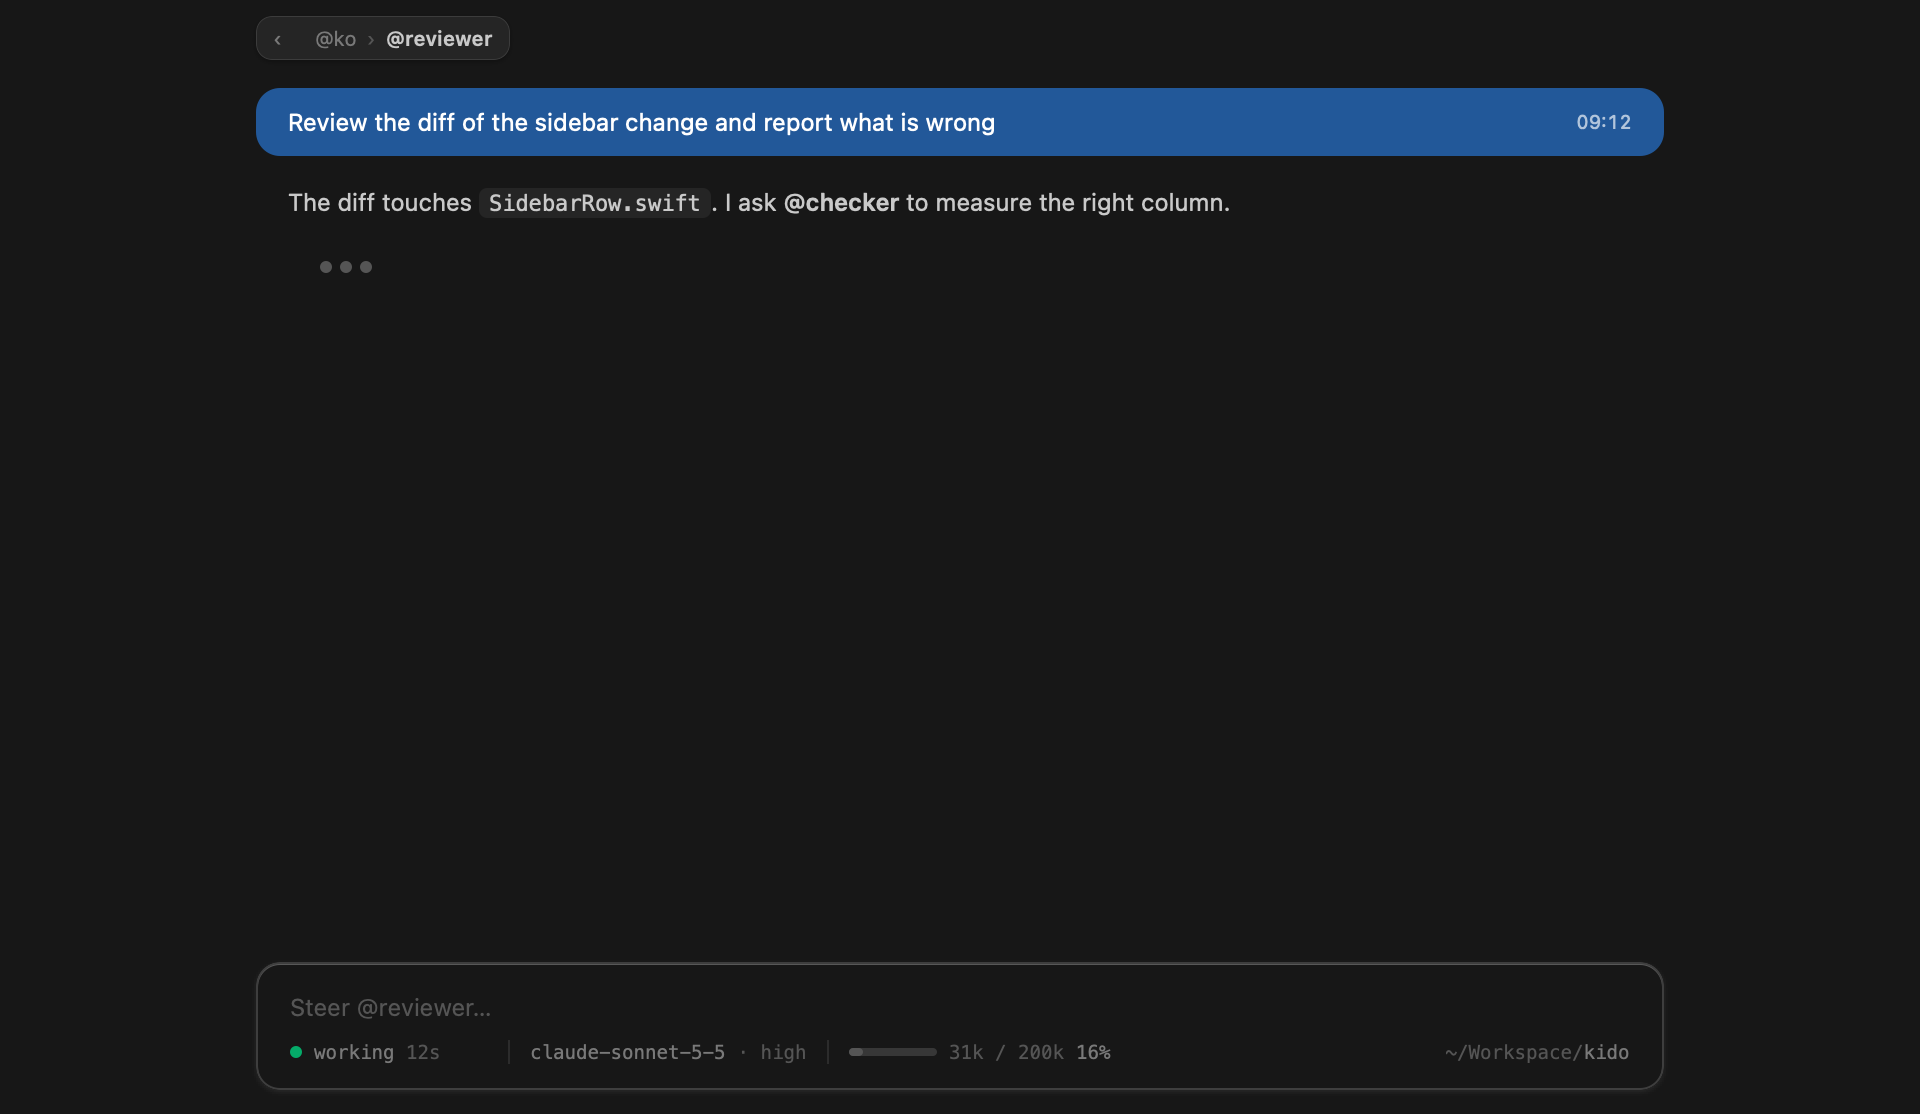 ‹ @ko › @reviewer
Review the diff of the sidebar change and report what is wrong 09:12
The diff touches SidebarRow.swift. I ask @checker to measure the right column.
Steer @reviewer...
working 12s claude-sonnet-5-5 · high 31k / 200k 16% ~/Workspace/kido